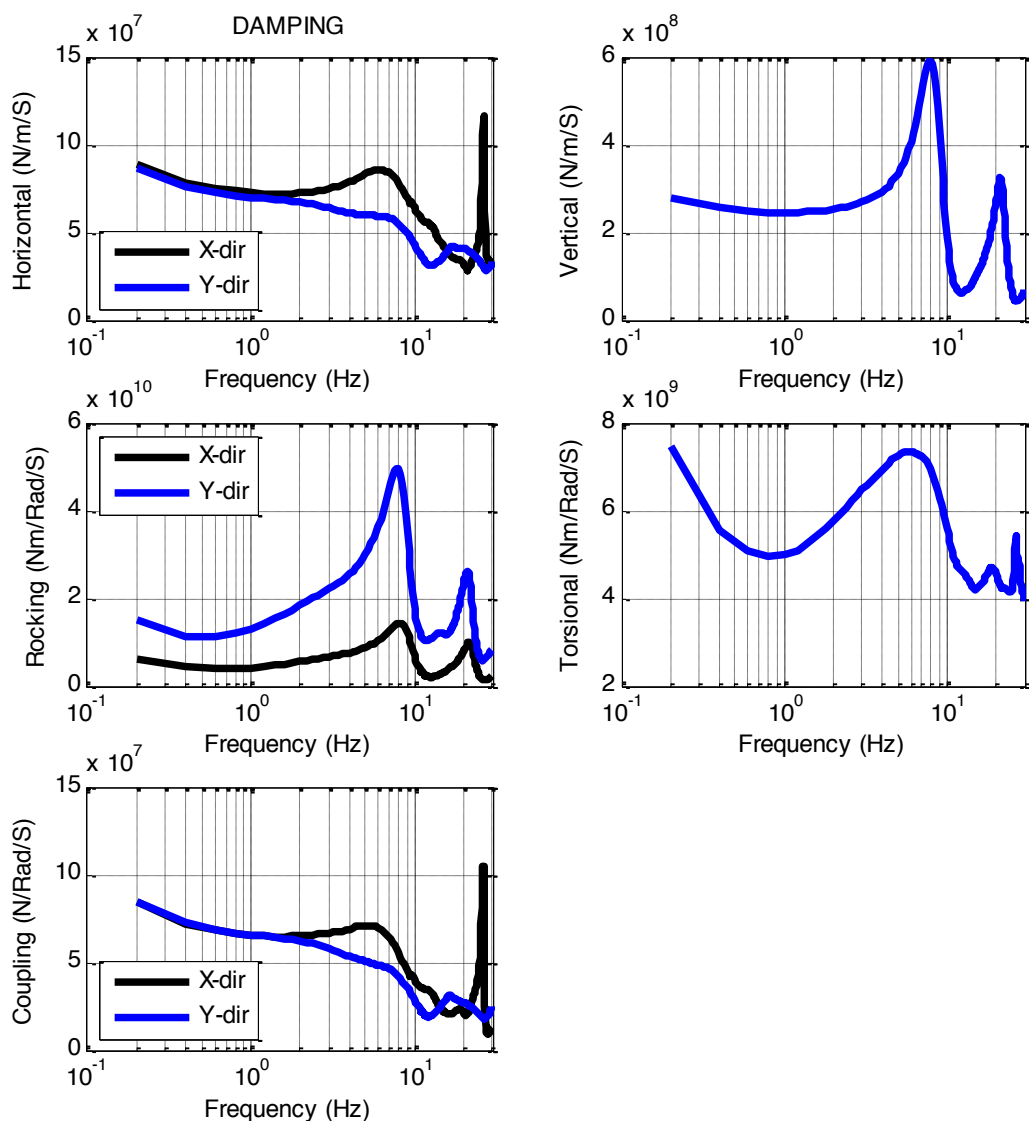 DAMPING
x 10^7
15
10
5
0
Horizontal (N/m/S)
X-dir
Y-dir
10^-1 10^0 10^1
Frequency (Hz)
x 10^8
6
4
2
0
Vertical (N/m/S)
10^-1 10^0 10^1
Frequency (Hz)
x 10^10
6
4
2
0
Rocking (Nm/Rad/S)
X-dir
Y-dir
10^-1 10^0 10^1
Frequency (Hz)
x 10^9
8
6
4
2
Torsional (Nm/Rad/S)
10^-1 10^0 10^1
Frequency (Hz)
x 10^7
15
10
5
0
Coupling (N/Rad/S)
X-dir
Y-dir
10^-1 10^0 10^1
Frequency (Hz)